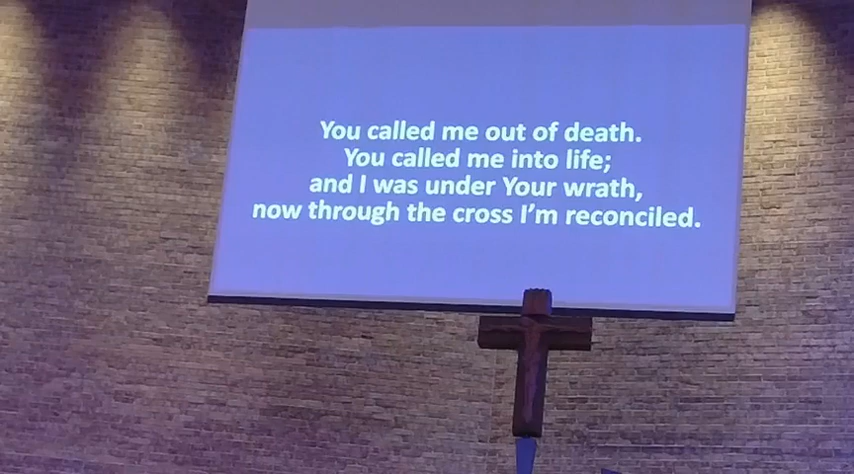 You called me out of death.
You called me into life;
and I was under Your wrath,
now through the cross I'm reconciled.